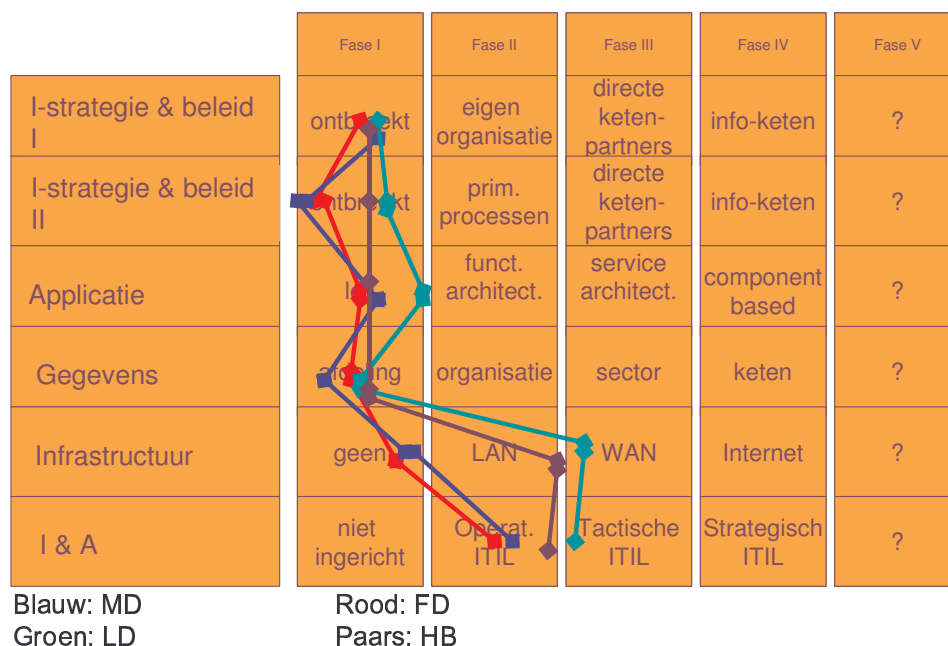 Fase I
Fase II
Fase III
Fase IV
Fase V
I-strategie & beleid
I
ontbreekt
eigen
organisatie
directe
keten-
partners
info-keten
?
I-strategie & beleid
II
ontbreekt
prim.
processen
directe
keten-
partners
info-keten
?
Applicatie
funct.
architect.
service
architect.
component
based
?
Gegevens
afdeling
organisatie
sector
keten
?
Infrastructuur
geen
LAN
WAN
Internet
?
I & A
niet
ingericht
Operat.
ITIL
Tactische
ITIL
Strategisch
ITIL
?
Blauw: MD
Rood: FD
Groen: LD
Paars: HB